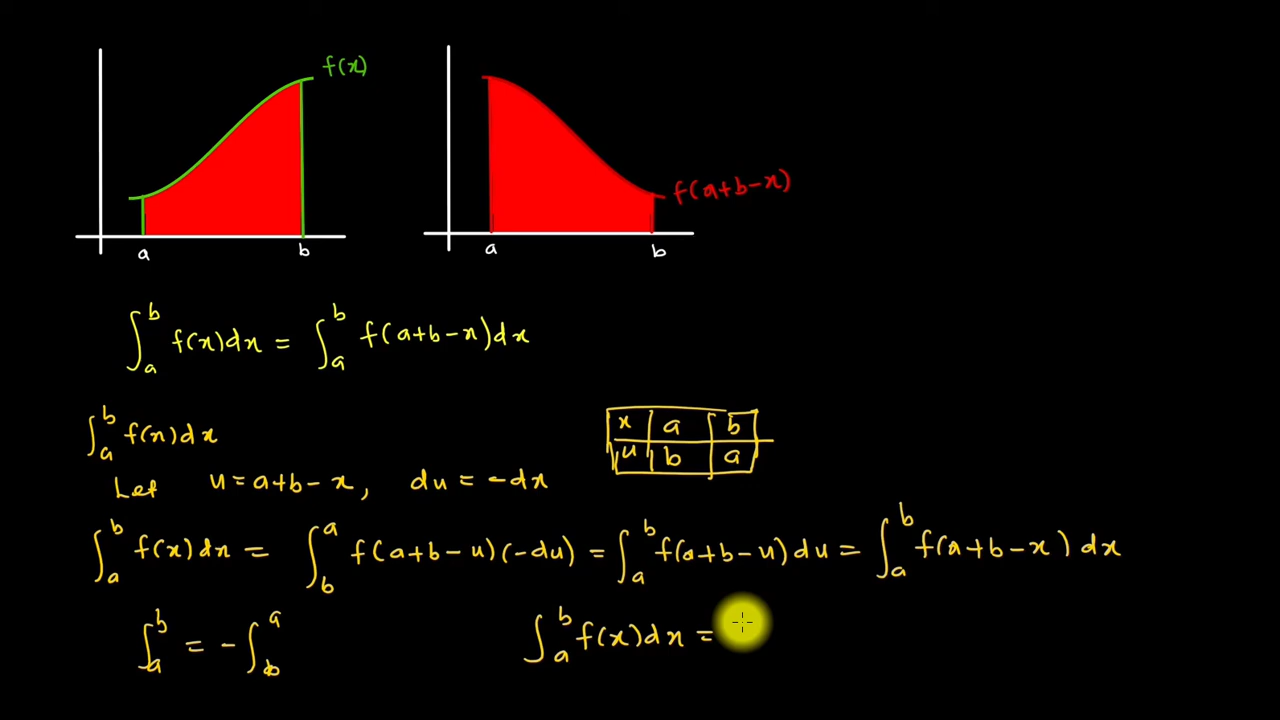 f(x)
f(a+b-x)
a b a b
∫_a^b f(x)dx = ∫_a^b f(a+b-x)dx
∫_a^b f(x)dx
x a b
u b a
Let u=a+b-x, du=-dx
∫_a^b f(x)dx = ∫_b^a f(a+b-u)(-du) = ∫_a^b f(a+b-u)du = ∫_a^b f(a+b-x)dx
∫_a^b = -∫_b^a ∫_a^b f(x)dx =